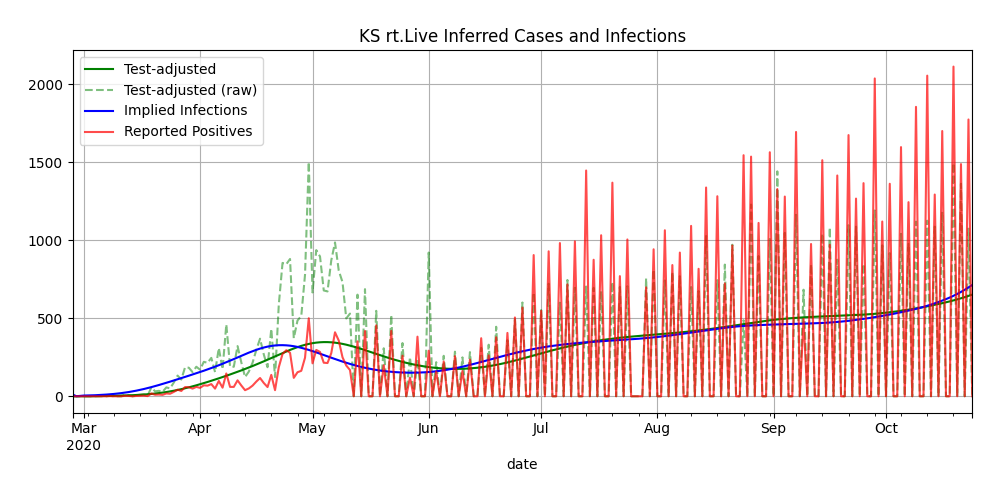 KS rt.Live Inferred Cases and Infections
Test-adjusted
Test-adjusted (raw)
Implied Infections
Reported Positives
2000
1500
1000
500
0
Mar Apr May Jun Jul Aug Sep Oct
2020
date